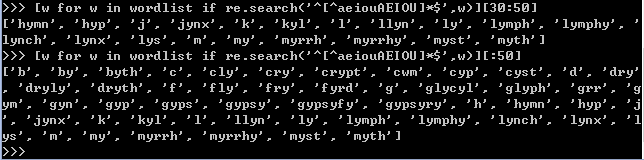 >>> [w for w in wordlist if re.search('^[^aeiouAEIOU]*$',w)][30:50]
['hymn', 'hyp', 'j', 'jynx', 'k', 'kyl', 'l', 'llyn', 'ly', 'lymph', 'lymphy', '
lynch', 'lynx', 'lys', 'm', 'my', 'myrrh', 'myrrhy', 'myst', 'myth']
>>> [w for w in wordlist if re.search('^[^aeiouAEIOU]*$',w)][:50]
['b', 'by', 'byth', 'c', 'cly', 'cry', 'crypt', 'cwm', 'cyp', 'cyst', 'd', 'dry'
, 'dryly', 'dryth', 'f', 'fly', 'fry', 'fyrd', 'g', 'glycyl', 'glyph', 'grr', 'g
ym', 'gyn', 'gyp', 'gyps', 'gypsy', 'gypsyfy', 'gypsyry', 'h', 'hymn', 'hyp', 'j
', 'jynx', 'k', 'kyl', 'l', 'llyn', 'ly', 'lymph', 'lymphy', 'lynch', 'lynx', 'l
ys', 'm', 'my', 'myrrh', 'myrrhy', 'myst', 'myth']
>>>